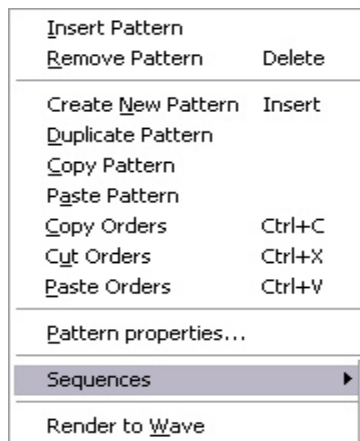 Insert Pattern
Remove Pattern Delete
Create New Pattern Insert
Duplicate Pattern
Copy Pattern
Paste Pattern
Copy Orders Ctrl+C
Cut Orders Ctrl+X
Paste Orders Ctrl+V
Pattern properties...
Sequences
Render to Wave